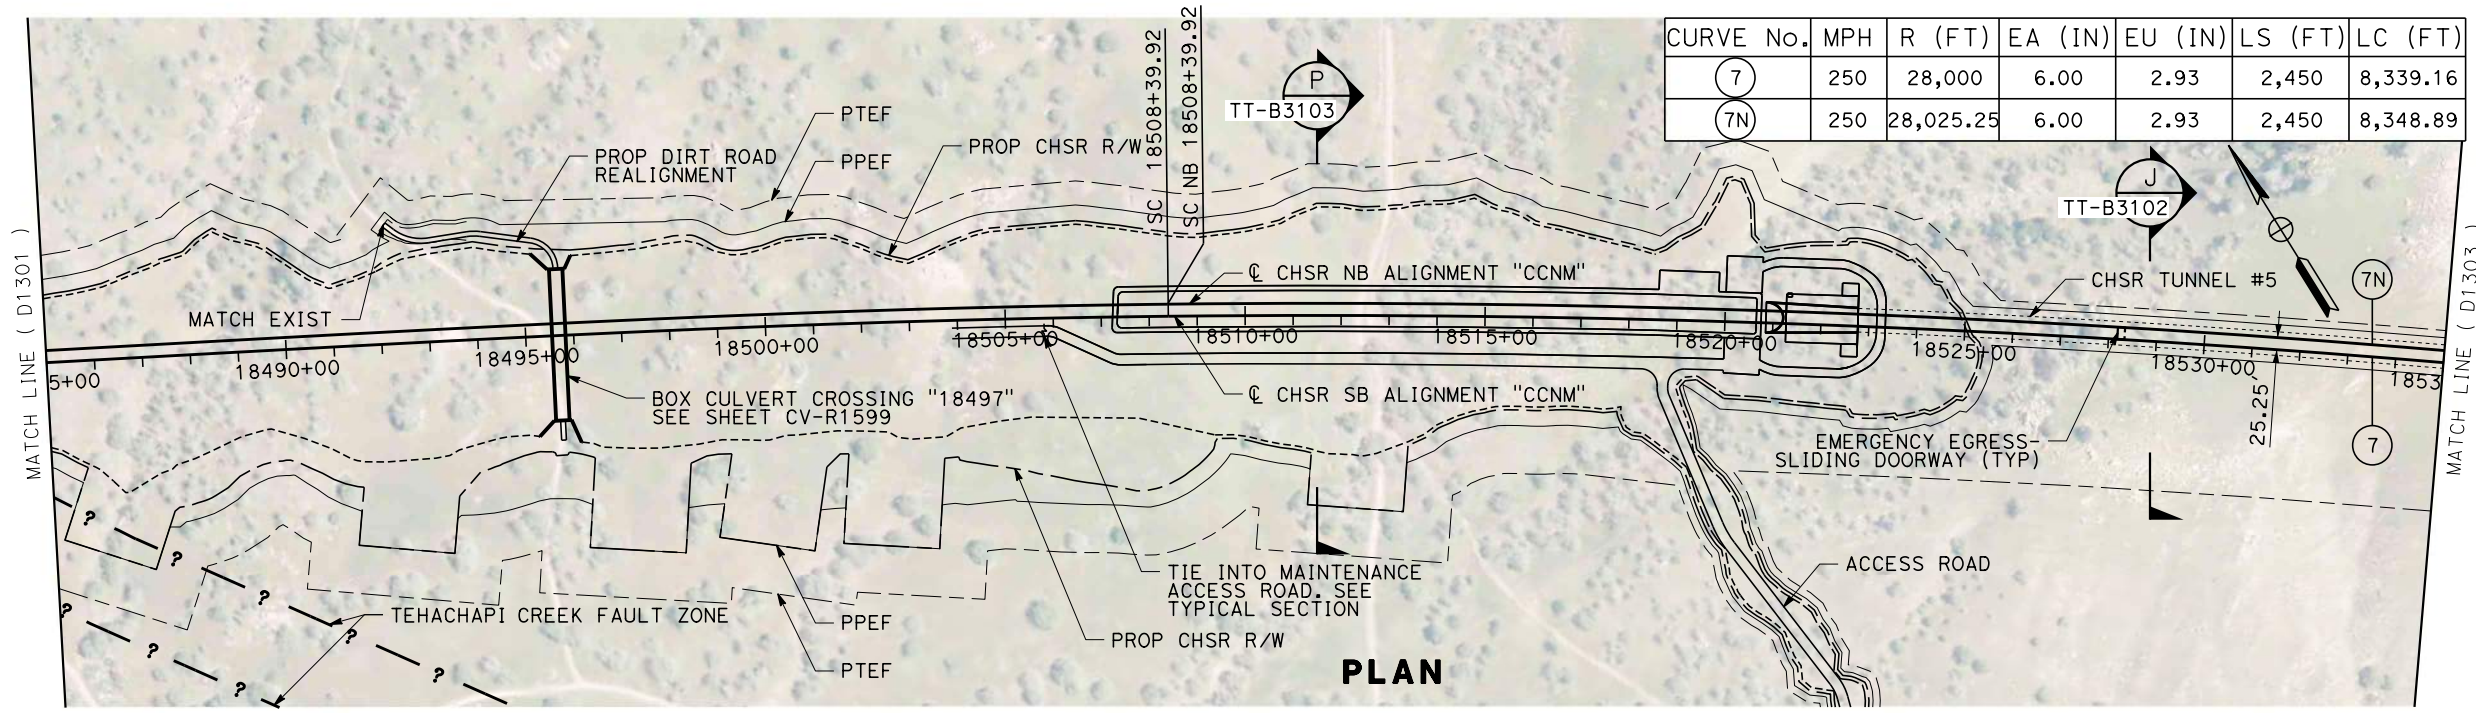 CURVE No. MPH R (FT) EA (IN) EU (IN) LS (FT) LC (FT)
7 250 28,000 6.00 2.93 2,450 8,339.16
7N 250 28,025.25 6.00 2.93 2,450 8,348.89
SC 18508+39.92
SC NB 18508+39.92
P
TT-B3103
PTEF
PPEF
PROP CHSR R/W
PROP DIRT ROAD
REALIGNMENT
J
TT-B3102
MATCH LINE ( D1301 )
MATCH LINE ( D1303 )
MATCH EXIST
℄ CHSR NB ALIGNMENT "CCNM"
CHSR TUNNEL #5
7N
5+00
18490+00
18495+00
18500+00
18505+00
18510+00
18515+00
18520+00
18525+00
18530+00
1853
25.25'
7
BOX CULVERT CROSSING "18497"
SEE SHEET CV-R1599
℄ CHSR SB ALIGNMENT "CCNM"
EMERGENCY EGRESS-
SLIDING DOORWAY (TYP)
?
?
?
?
?
?
?
?
TEHACHAPI CREEK FAULT ZONE
TIE INTO MAINTENANCE
ACCESS ROAD. SEE
TYPICAL SECTION
ACCESS ROAD
PPEF
PROP CHSR R/W
PTEF
PLAN